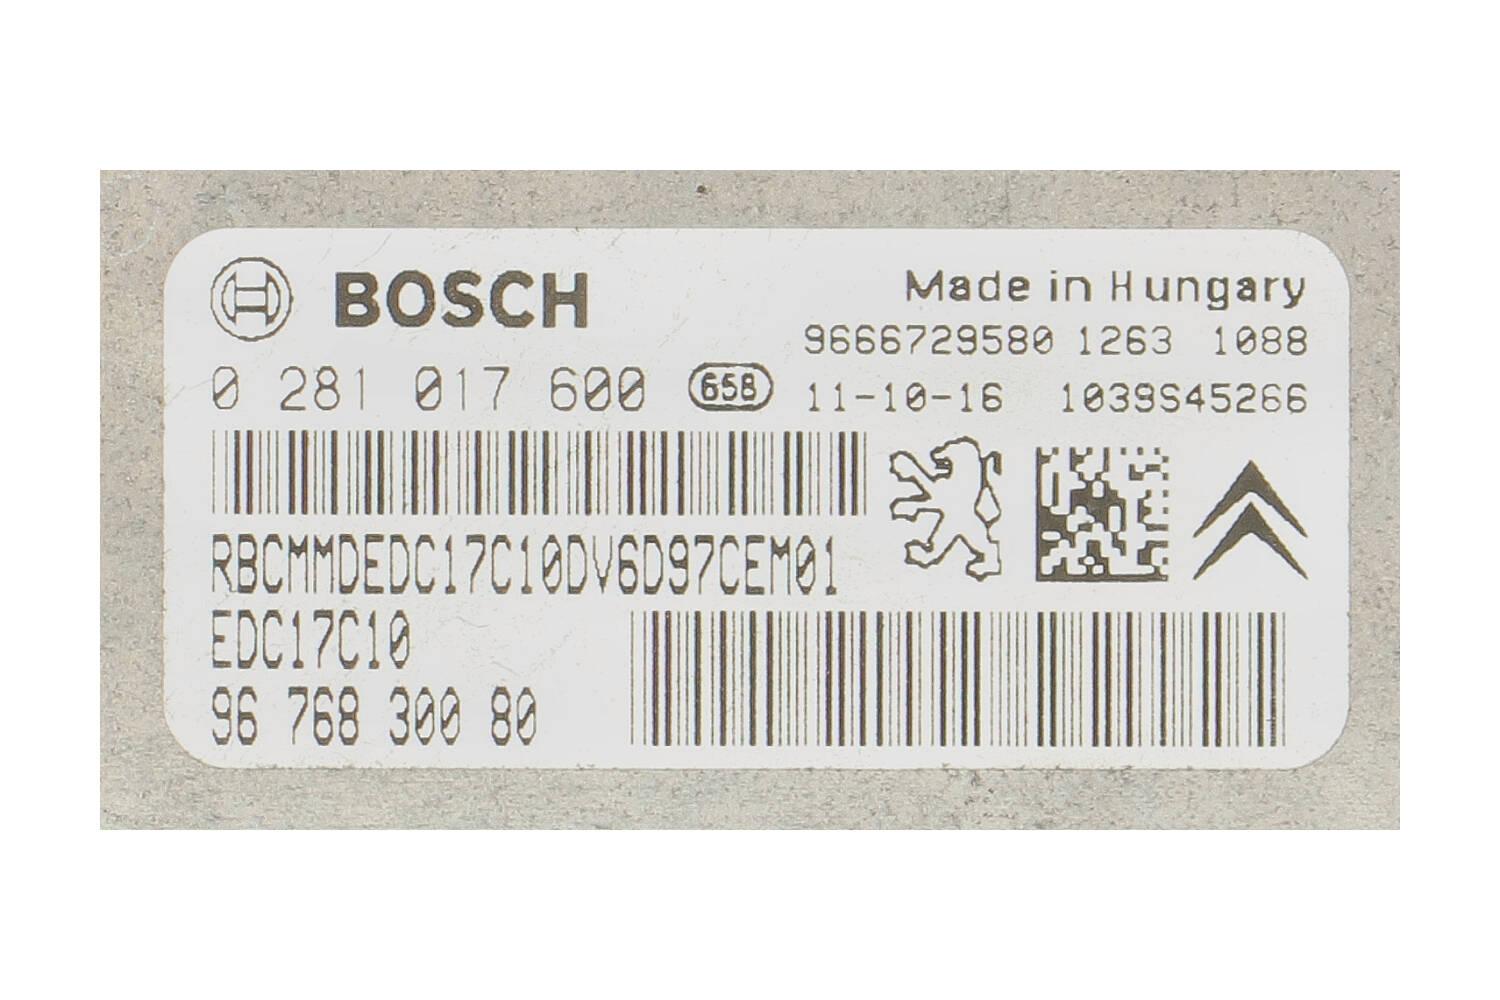 BOSCH
Made in Hungary
9666729580 1263 1088
0 281 017 600 658
11-10-16 1039S45266
RBCMMDEDC17C10DV6D97CEM01
EDC17C10
96 768 300 80